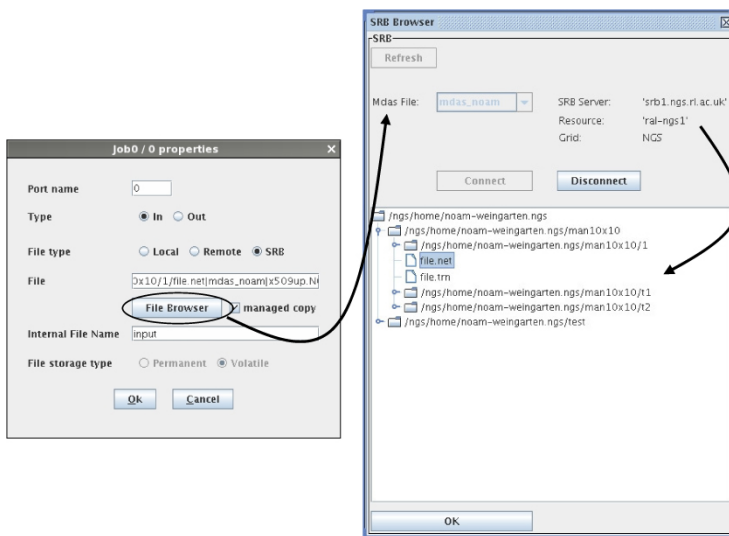 Job0 / 0 properties
Port name 0
Type In Out
File type Local Remote SRB
File 0x10/1/file.net|mdas_noam|x509up.N
File Browser managed copy
Internal File Name input
File storage type Permanent Volatile
Ok Cancel
SRB Browser
SRB
Refresh
Mdas File: mdas_noam SRB Server: 'srb1.ngs.rl.ac.uk'
Resource: 'ral-ngs1'
Grid: NGS
Connect Disconnect
/ngs/home/noam-weingarten.ngs
/ngs/home/noam-weingarten.ngs/man10x10
/ngs/home/noam-weingarten.ngs/man10x10/1
file.net
file.trn
/ngs/home/noam-weingarten.ngs/man10x10/t1
/ngs/home/noam-weingarten.ngs/man10x10/t2
/ngs/home/noam-weingarten.ngs/test
OK